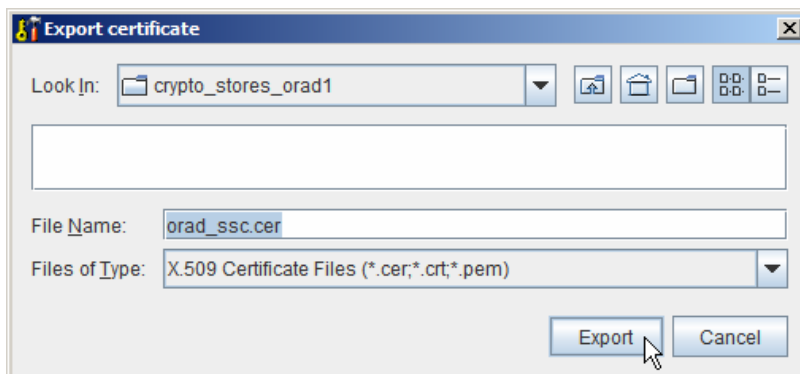 Export certificate
Look In: crypto_stores_orad1
File Name: orad_ssc.cer
Files of Type: X.509 Certificate Files (*.cer;*.crt;*.pem)
Export Cancel